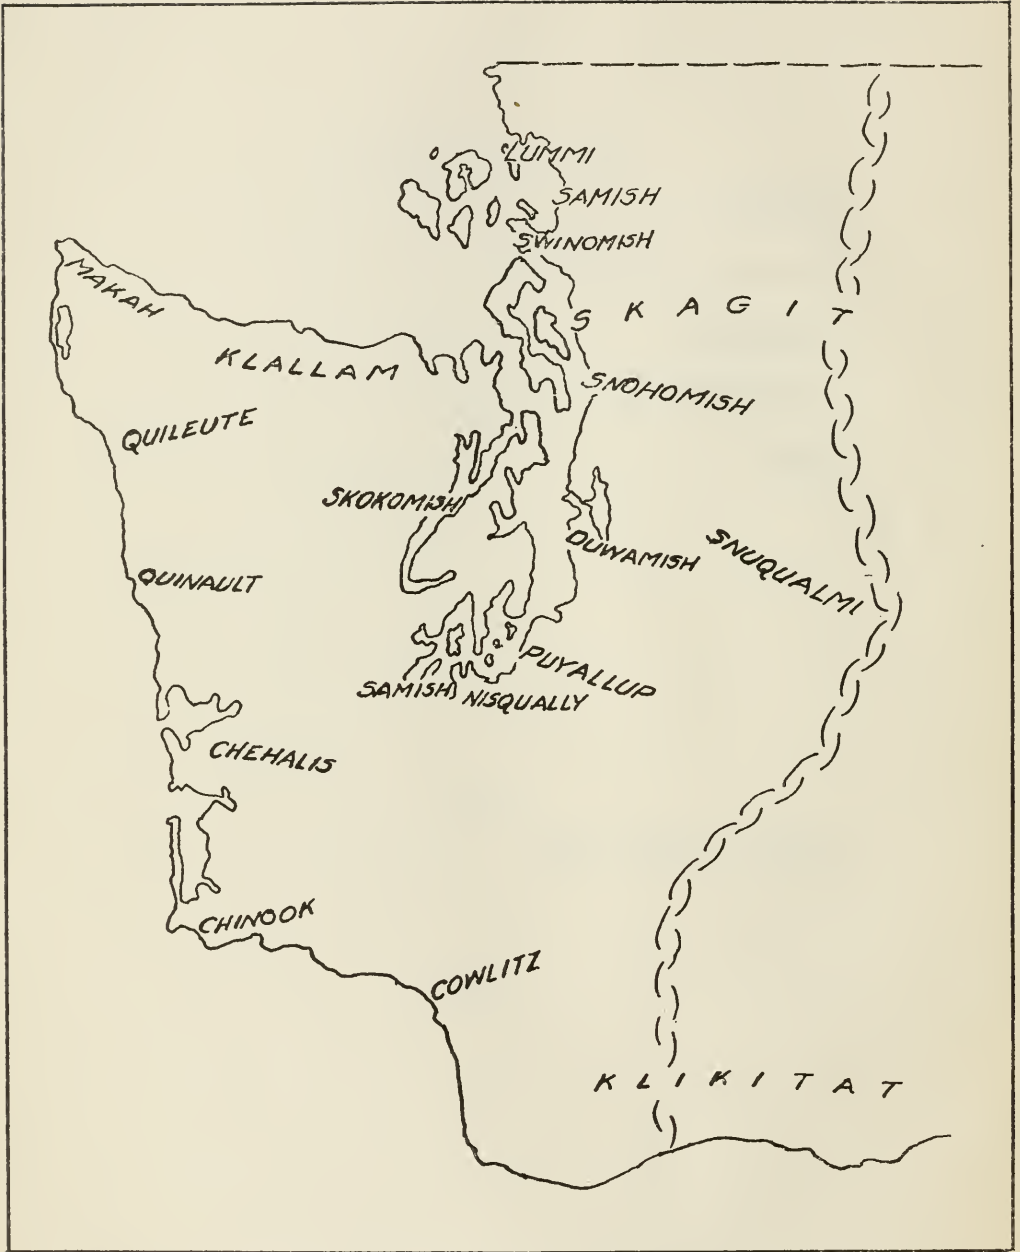 LUMMI
SAMISH
SWINOMISH
MAKAH
SKAGIT
KLALLAM
SNOHOMISH
QUILEUTE
SKOKOMISH
DUWAMISH
SNUQUALMI
QUINAULT
PUYALLUP
SAMISH
NISQUALLY
CHEHALIS
CHINOOK
COWLITZ
KLIKITAT